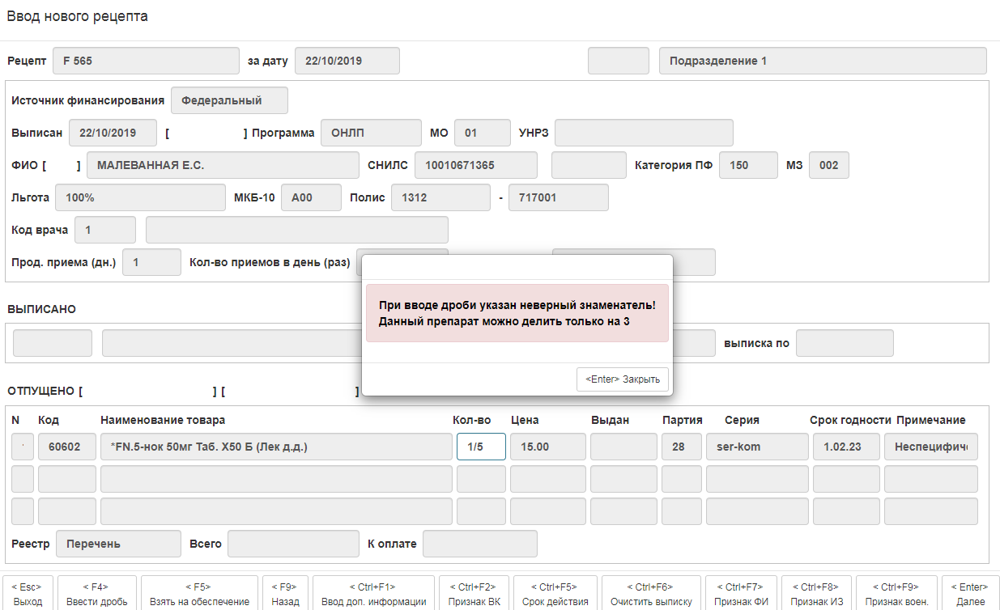 Ввод нового рецепта
Рецепт F 565 за дату 22/10/2019 Подразделение 1
Источник финансирования Федеральный
Выписан 22/10/2019 [ ] Программа ОНЛП МО 01 УНРЗ
ФИО [ ] МАЛЕВАННАЯ Е.С. СНИЛС 10010671365 Категория ПФ 150 МЗ 002
Льгота 100% МКБ-10 A00 Полис 1312 - 717001
Код врача 1
Прод. приема (дн.) 1 Кол-во приемов в день (раз)
При вводе дроби указан неверный знаменатель!
Данный препарат можно делить только на 3
<Enter> Закрыть
ВЫПИСАНО
выписка по
ОТПУЩЕНО [ ] [ ]
N Код Наименование товара Кол-во Цена Выдан Партия Серия Срок годности Примечание
60602 *FN.5-нок 50мг Таб. X50 Б (Лек д.д.) 1/5 15.00 28 ser-kom 1.02.23 Неспецифич
Реестр Перечень Всего К оплате
< Esc> < F4> < F5> < F9> < Ctrl+F1> < Ctrl+F2> < Ctrl+F5> < Ctrl+F6> < Ctrl+F7> < Ctrl+F8> < Ctrl+F9> < Enter>
Выход Ввести дробь Взять на обеспечение Назад Ввод доп. информации Признак ВК Срок действия Очистить выписку Признак ФИ Признак ИЗ Признак воен. Далее